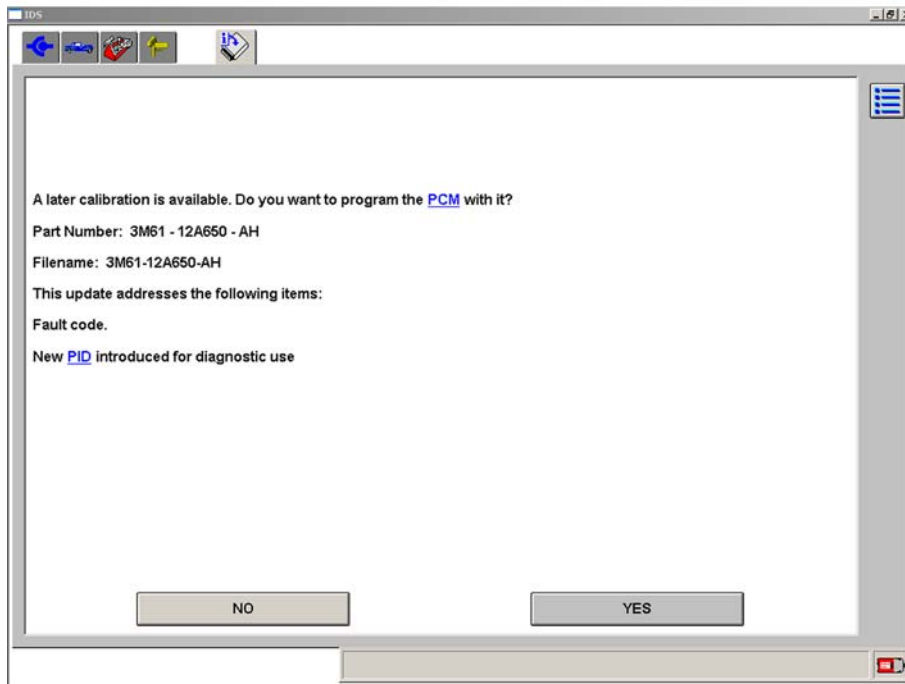 IDS
A later calibration is available. Do you want to program the PCM with it?
Part Number: 3M61 - 12A650 - AH
Filename: 3M61-12A650-AH
This update addresses the following items:
Fault code.
New PID introduced for diagnostic use
NO YES